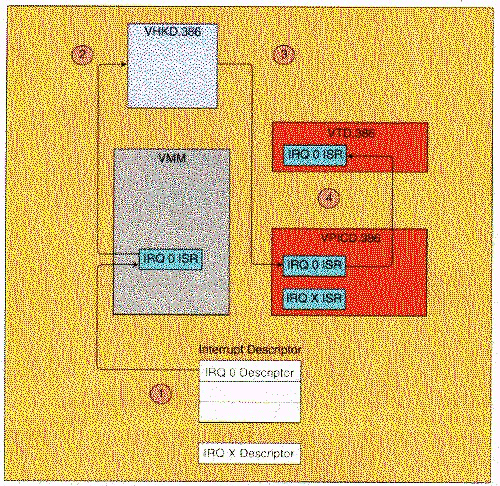 VHKD.386
2
3
VTD.386
IRQ 0 ISR
VMM
4
VPICD.386
IRQ 0 ISR
IRQ 0 ISR
IRQ X ISR
Interrupt Descriptor
IRQ 0 Descriptor
1
IRQ X Descriptor